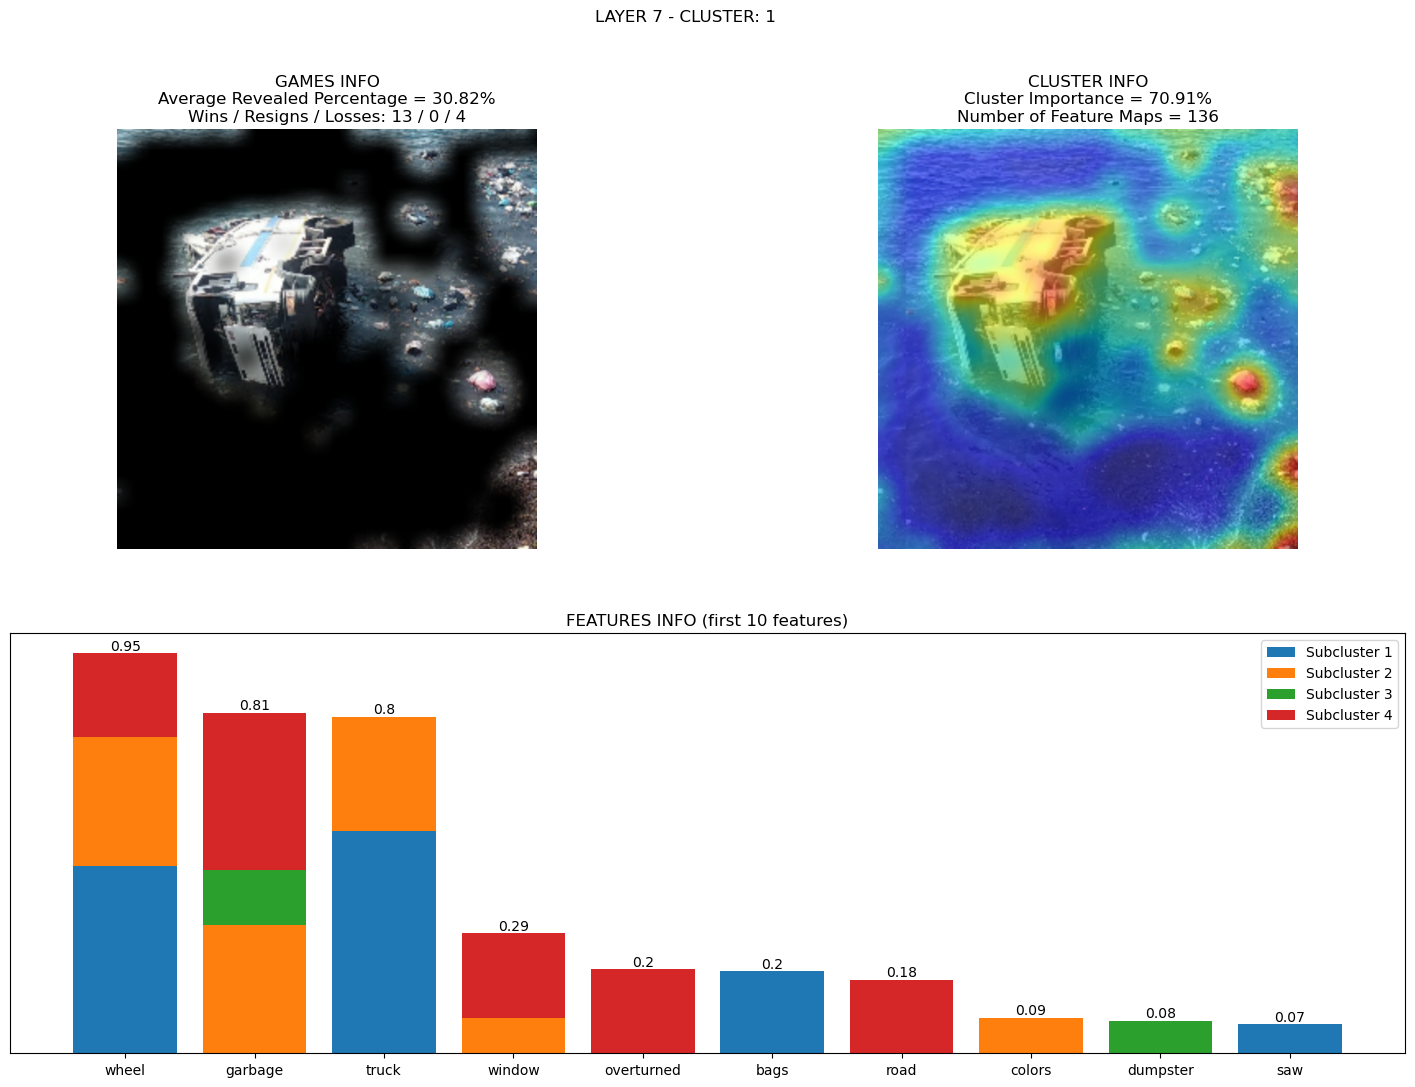 LAYER 7 - CLUSTER: 1
GAMES INFO
Average Revealed Percentage = 30.82%
Wins / Resigns / Losses: 13 / 0 / 4
CLUSTER INFO
Cluster Importance = 70.91%
Number of Feature Maps = 136
FEATURES INFO (first 10 features)
Subcluster 1
Subcluster 2
Subcluster 3
Subcluster 4
0.95
0.81
0.8
0.29
0.2
0.2
0.18
0.09
0.08
0.07
wheel
garbage
truck
window
overturned
bags
road
colors
dumpster
saw